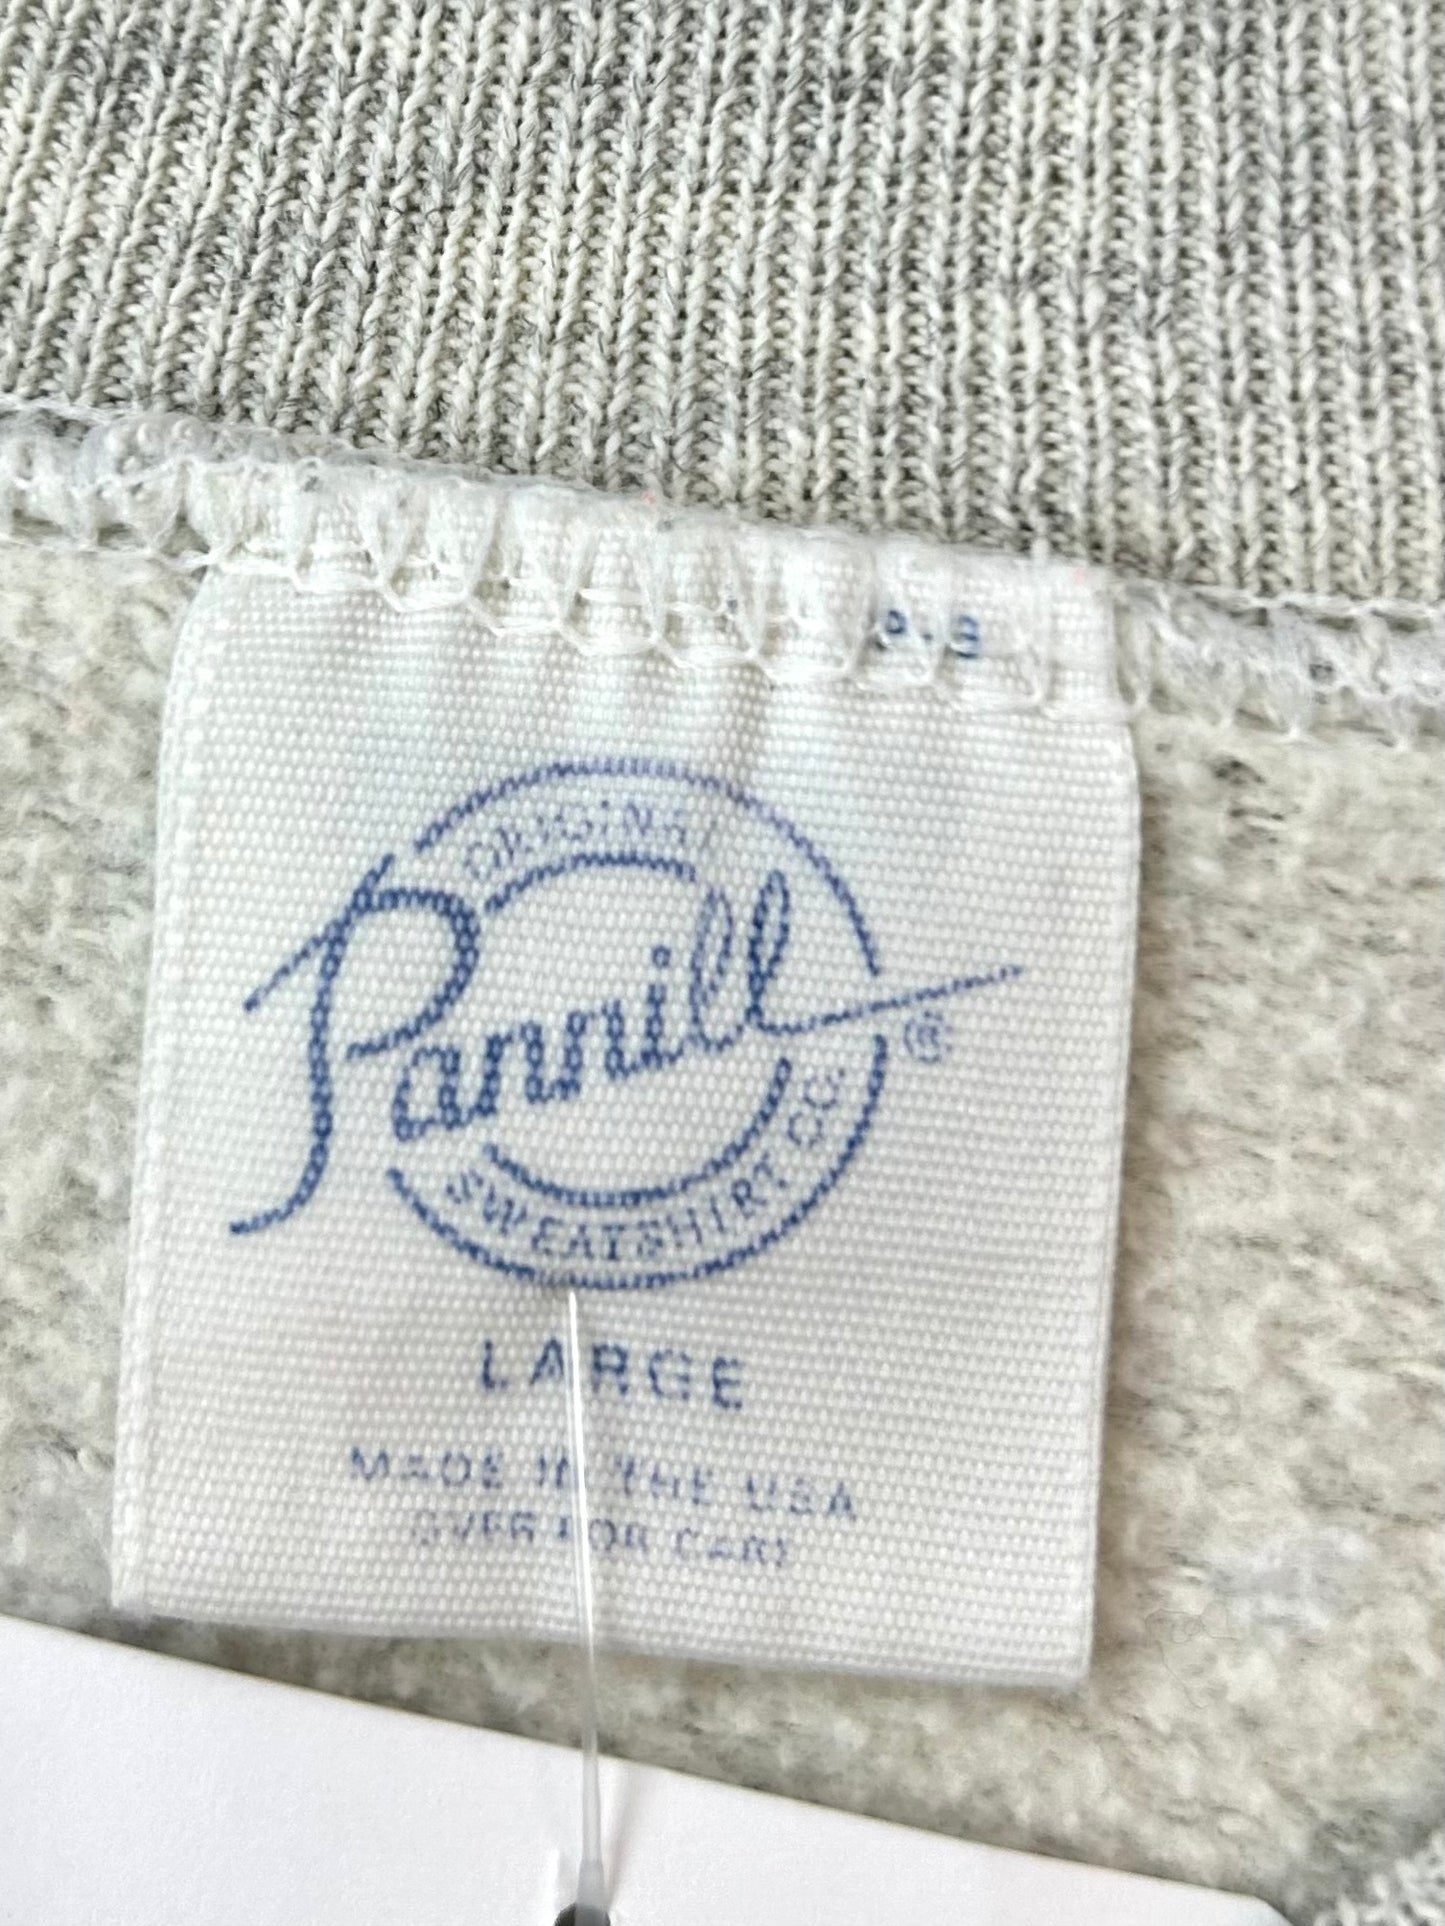 ORIGINAL
Pannill®
SWEATSHIRT CO.
LARGE
MADE IN THE USA
OVER FOR CARE